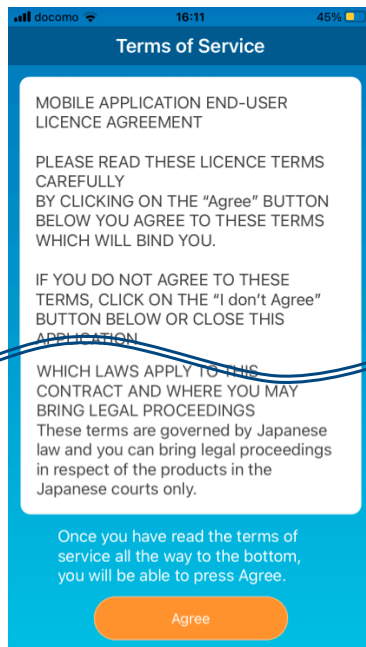 docomo 16:11 45%
Terms of Service
MOBILE APPLICATION END-USER
LICENCE AGREEMENT
PLEASE READ THESE LICENCE TERMS
CAREFULLY
BY CLICKING ON THE “Agree” BUTTON
BELOW YOU AGREE TO THESE TERMS
WHICH WILL BIND YOU.
IF YOU DO NOT AGREE TO THESE
TERMS, CLICK ON THE “I don’t Agree”
BUTTON BELOW OR CLOSE THIS
APPLICATION
WHICH LAWS APPLY TO THIS
CONTRACT AND WHERE YOU MAY
BRING LEGAL PROCEEDINGS
These terms are governed by Japanese
law and you can bring legal proceedings
in respect of the products in the
Japanese courts only.
Once you have read the terms of
service all the way to the bottom,
you will be able to press Agree.
Agree